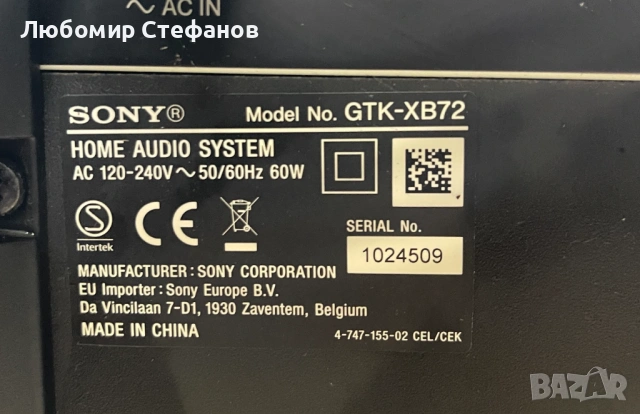 Любомир Стефанов
AC IN
SONY® Model No. GTK-XB72
HOME AUDIO SYSTEM
AC 120-240V ~ 50/60Hz 60W
S
Intertek
CE
SERIAL No.
1024509
MANUFACTURER: SONY CORPORATION
EU Importer: Sony Europe B.V.
Da Vincilaan 7-D1, 1930 Zaventem, Belgium
MADE IN CHINA
4-747-155-02 CEL/CEK
BAZAR